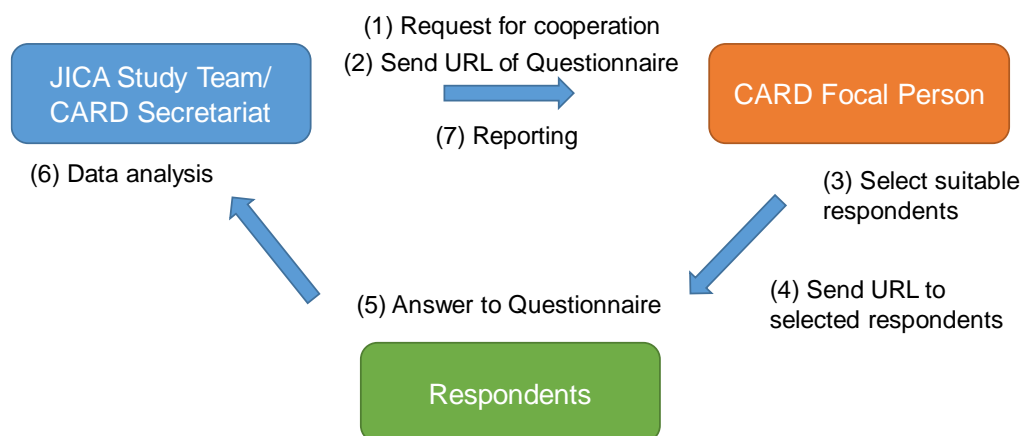 (1) Request for cooperation
(2) Send URL of Questionnaire
JICA Study Team/
CARD Secretariat
CARD Focal Person
(7) Reporting
(6) Data analysis
(3) Select suitable
respondents
(4) Send URL to
selected respondents
(5) Answer to Questionnaire
Respondents